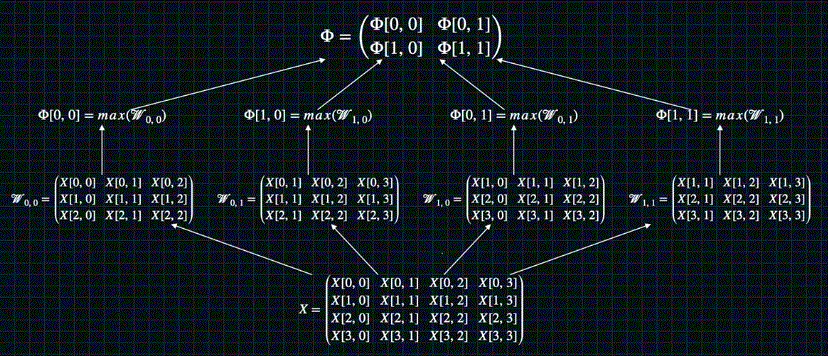 Φ = (Φ[0, 0] Φ[0, 1]
Φ[1, 0] Φ[1, 1])
Φ[0, 0] = max(𝒲0, 0) Φ[1, 0] = max(𝒲1, 0) Φ[0, 1] = max(𝒲0, 1) Φ[1, 1] = max(𝒲1, 1)
𝒲0, 0 = (X[0, 0] X[0, 1] X[0, 2]
X[1, 0] X[1, 1] X[1, 2]
X[2, 0] X[2, 1] X[2, 2])
𝒲0, 1 = (X[0, 1] X[0, 2] X[0, 3]
X[1, 1] X[1, 2] X[1, 3]
X[2, 1] X[2, 2] X[2, 3])
𝒲1, 0 = (X[1, 0] X[1, 1] X[1, 2]
X[2, 0] X[2, 1] X[2, 2]
X[3, 0] X[3, 1] X[3, 2])
𝒲1, 1 = (X[1, 1] X[1, 2] X[1, 3]
X[2, 1] X[2, 2] X[2, 3]
X[3, 1] X[3, 2] X[3, 3])
X = (X[0, 0] X[0, 1] X[0, 2] X[0, 3]
X[1, 0] X[1, 1] X[1, 2] X[1, 3]
X[2, 0] X[2, 1] X[2, 2] X[2, 3]
X[3, 0] X[3, 1] X[3, 2] X[3, 3])